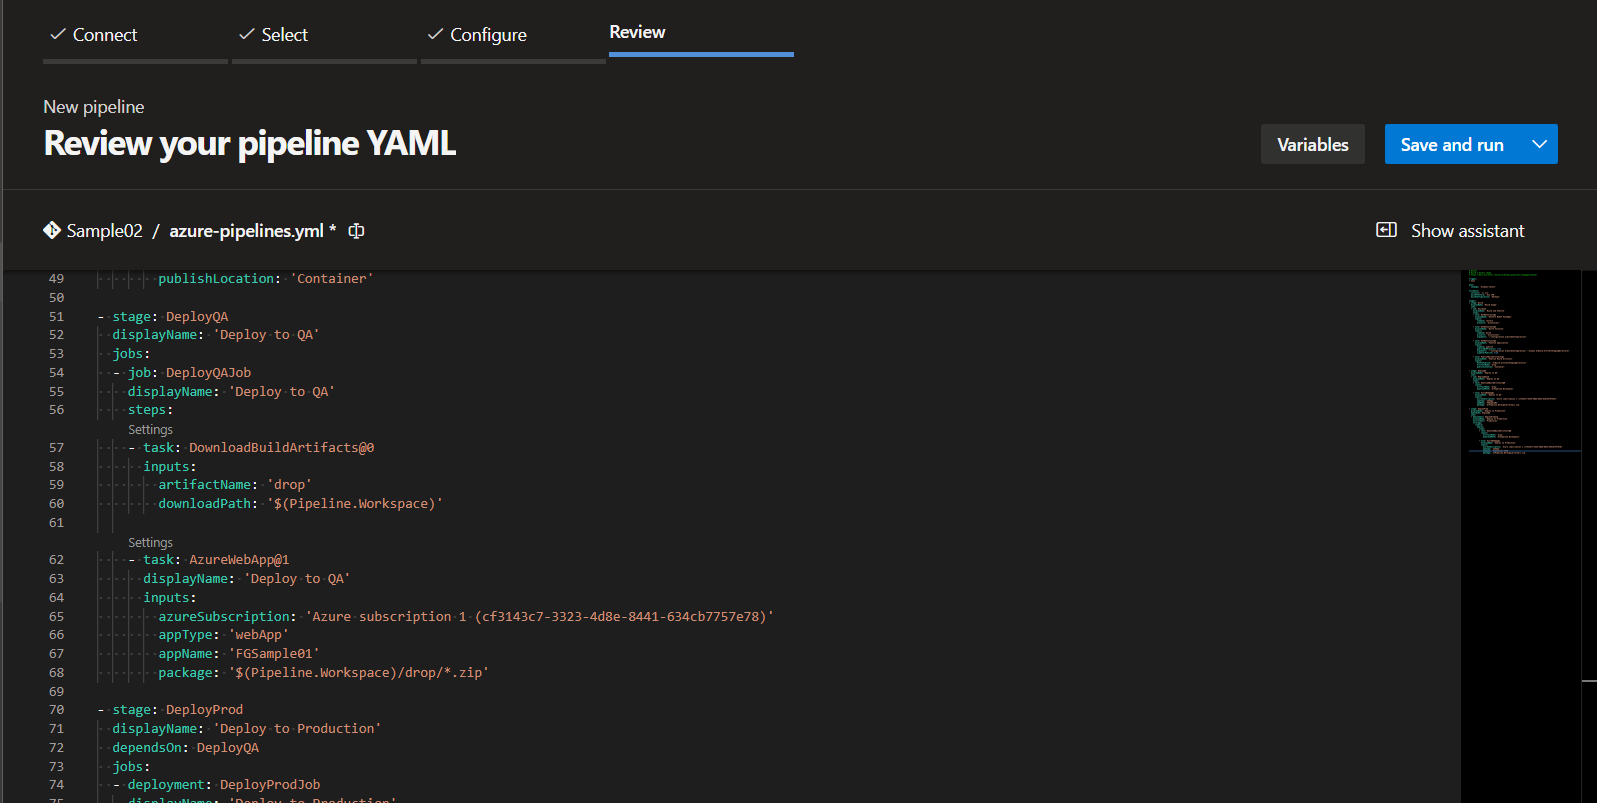 Connect
Select
Configure
Review
New pipeline
Review your pipeline YAML
Variables
Save and run
Sample02 / azure-pipelines.yml *
Show assistant
49 publishLocation: 'Container'
50
51 - stage: DeployQA
52 displayName: 'Deploy to QA'
53 jobs:
54 - job: DeployQAJob
55 displayName: 'Deploy to QA'
56 steps:
Settings
57 - task: DownloadBuildArtifacts@0
58 inputs:
59 artifactName: 'drop'
60 downloadPath: '$(Pipeline.Workspace)'
61
Settings
62 - task: AzureWebApp@1
63 displayName: 'Deploy to QA'
64 inputs:
65 azureSubscription: 'Azure subscription 1 (cf3143c7-3323-4d8e-8441-634cb7757e78)'
66 appType: 'webApp'
67 appName: 'FGSample01'
68 package: '$(Pipeline.Workspace)/drop/*.zip'
69
70 - stage: DeployProd
71 displayName: 'Deploy to Production'
72 dependsOn: DeployQA
73 jobs:
74 - deployment: DeployProdJob
75 displayName: 'Deploy to Production'